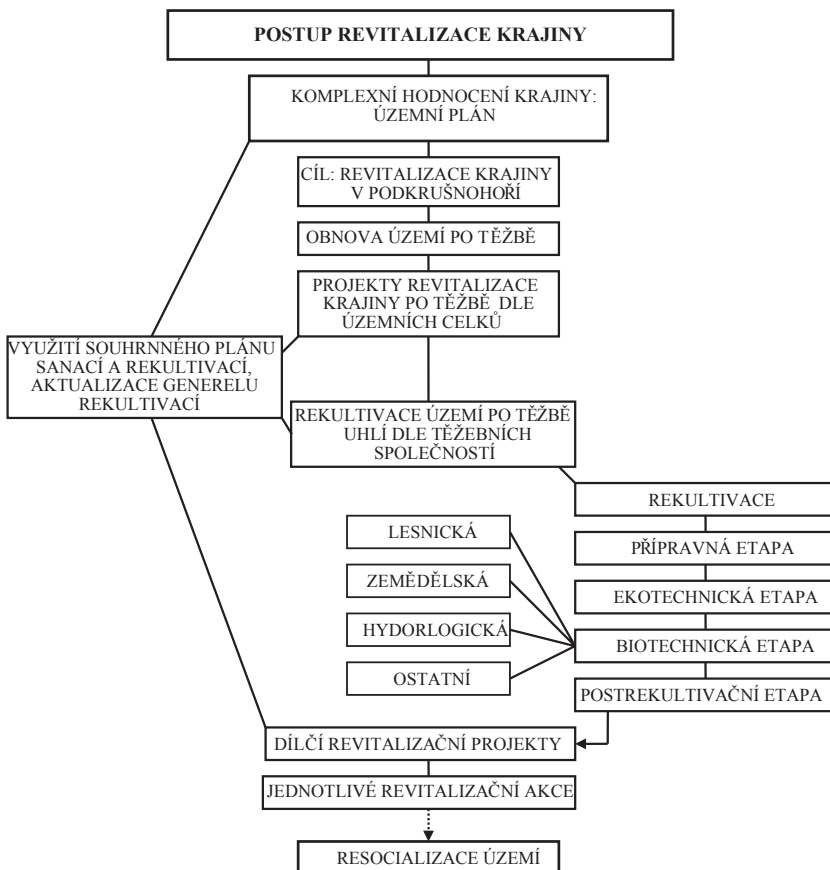 POSTUP REVITALIZACE KRAJINY
KOMPLEXNÍ HODNOCENÍ KRAJINY:
ÚZEMNÍ PLÁN
CÍL: REVITALIZACE KRAJINY
V PODKRUŠNOHOŘÍ
OBNOVA ÚZEMÍ PO TĚŽBĚ
PROJEKTY REVITALIZACE
KRAJINY PO TĚŽBĚ DLE
ÚZEMNÍCH CELKŮ
VYUŽITÍ SOUHRNNÉHO PLÁNU
SANACÍ A REKULTIVACÍ,
AKTUALIZACE GENERELU
REKULTIVACÍ
REKULTIVACE ÚZEMÍ PO TĚŽBĚ
UHLÍ DLE TĚŽEBNÍCH
SPOLEČNOSTÍ
REKULTIVACE
LESNICKÁ
PŘÍPRAVNÁ ETAPA
ZEMĚDĚLSKÁ
EKOTECHNICKÁ ETAPA
HYDORLOGICKÁ
BIOTECHNICKÁ ETAPA
OSTATNÍ
POSTREKULTIVAČNÍ ETAPA
DÍLČÍ REVITALIZAČNÍ PROJEKTY
JEDNOTLIVÉ REVITALIZAČNÍ AKCE
RESOCIALIZACE ÚZEMÍ